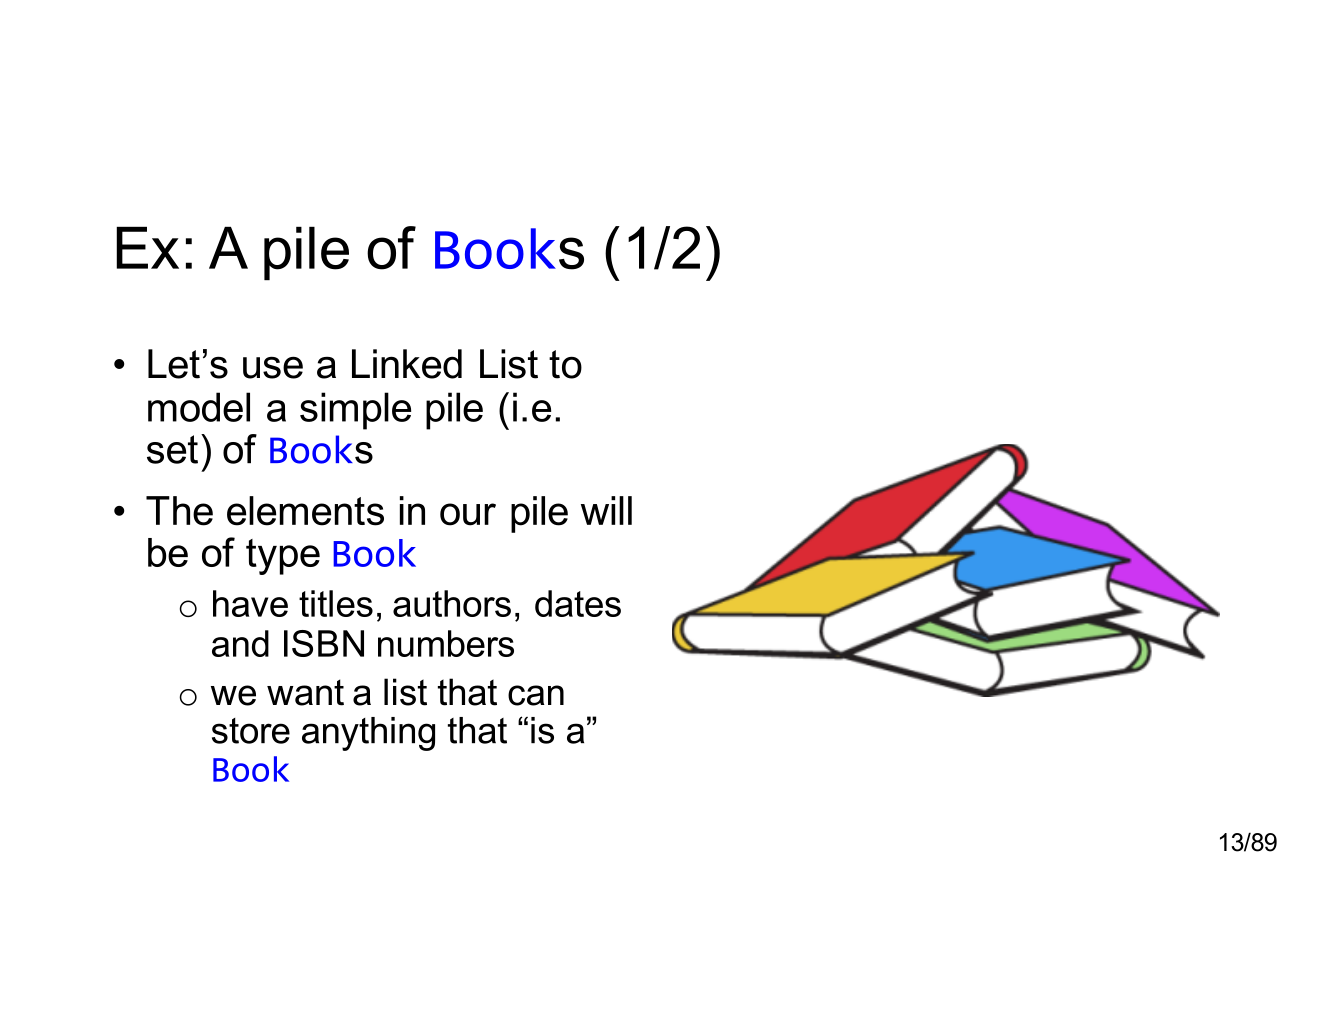 Ex: A pile of Books (1/2)
• Let’s use a Linked List to
model a simple pile (i.e.
set) of Books
• The elements in our pile will
be of type Book
o have titles, authors, dates
and ISBN numbers
o we want a list that can
store anything that “is a”
Book
13/89